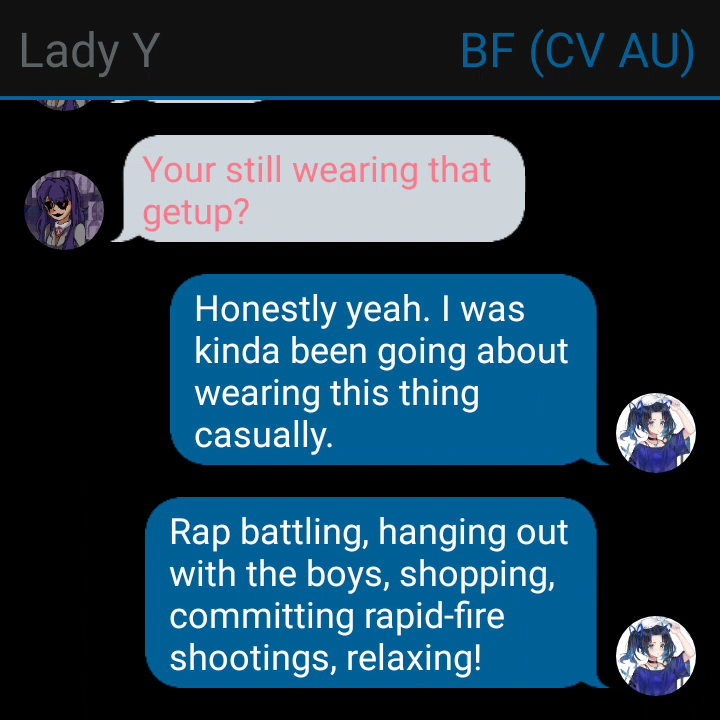 Lady Y
BF (CV AU)
Your still wearing that
getup?
Honestly yeah. I was
kinda been going about
wearing this thing
casually.
Rap battling, hanging out
with the boys, shopping,
committing rapid-fire
shootings, relaxing!